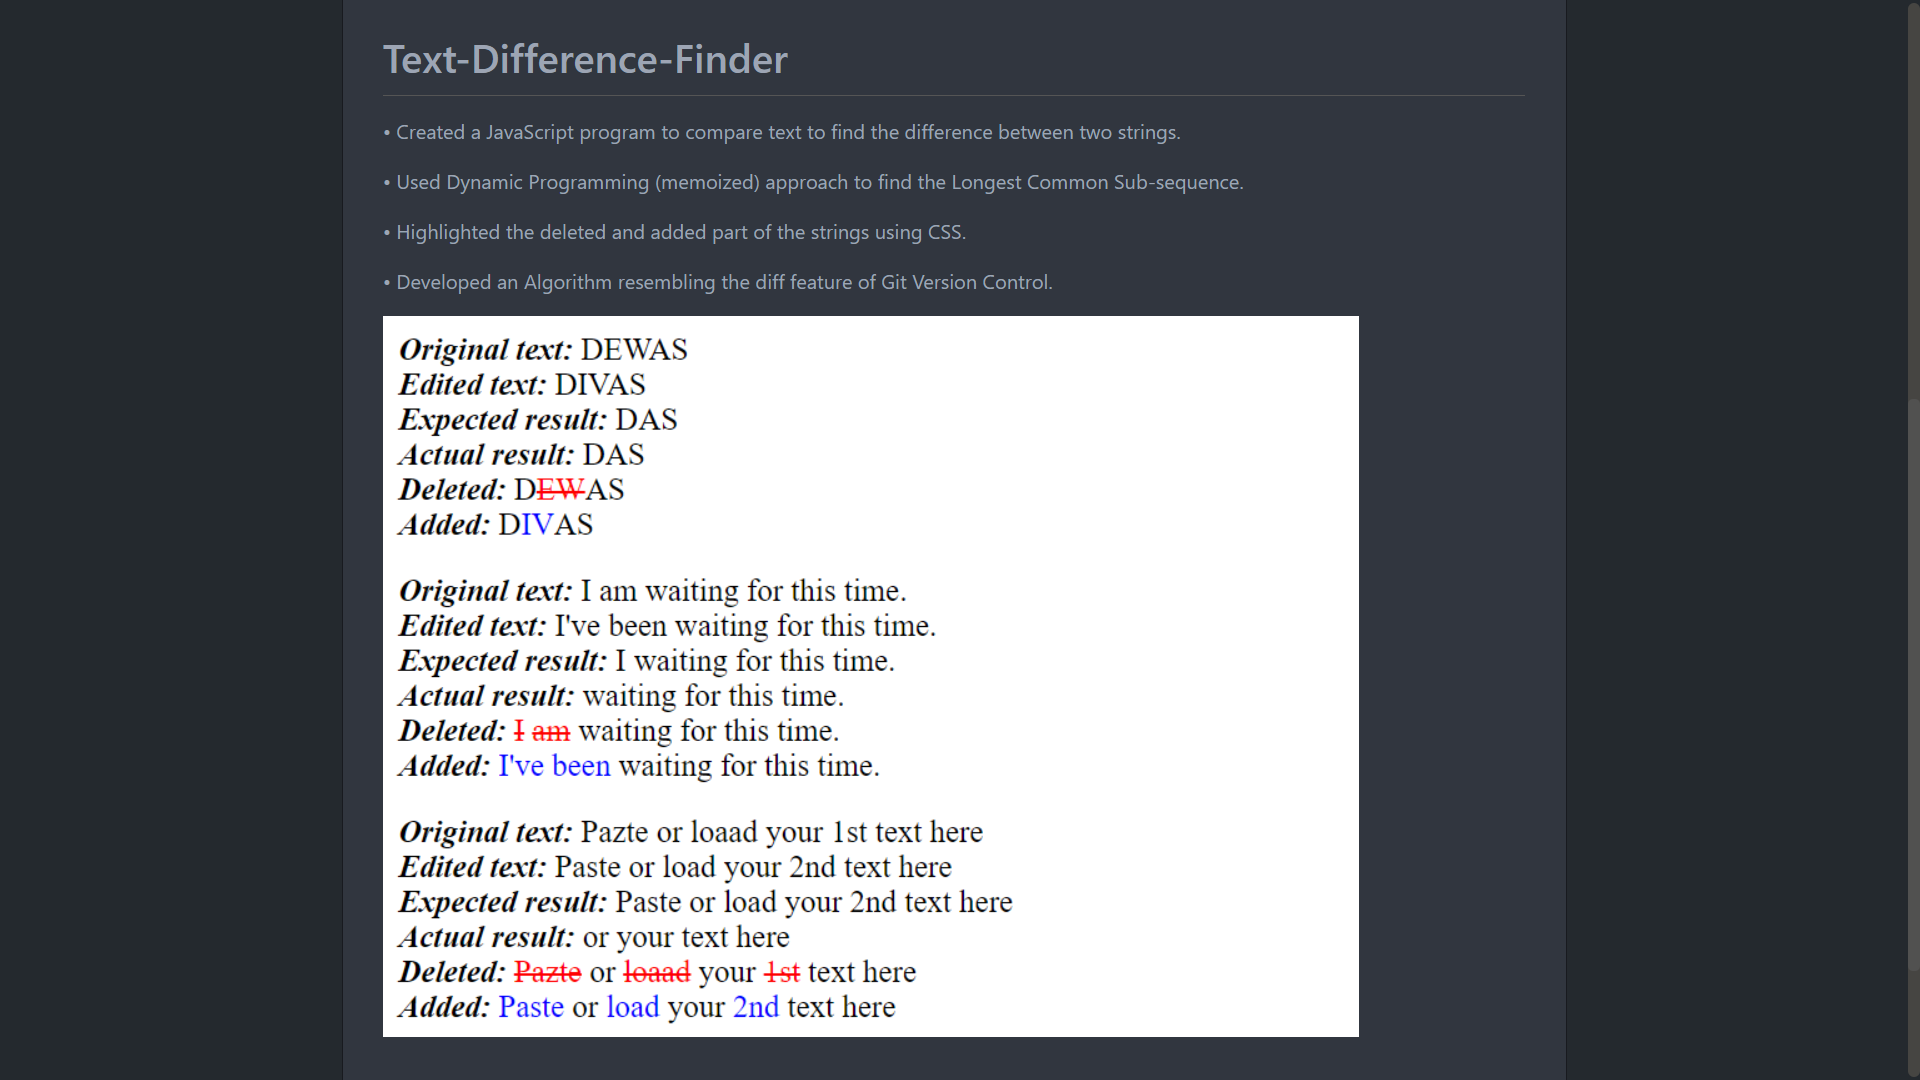 Text-Difference-Finder
• Created a JavaScript program to compare text to find the difference between two strings.
• Used Dynamic Programming (memoized) approach to find the Longest Common Sub-sequence.
• Highlighted the deleted and added part of the strings using CSS.
• Developed an Algorithm resembling the diff feature of Git Version Control.
Original text: DEWAS
Edited text: DIVAS
Expected result: DAS
Actual result: DAS
Deleted: DEWAS
Added: DIVAS
Original text: I am waiting for this time.
Edited text: I've been waiting for this time.
Expected result: I waiting for this time.
Actual result: waiting for this time.
Deleted: I am waiting for this time.
Added: I've been waiting for this time.
Original text: Pazte or loaad your 1st text here
Edited text: Paste or load your 2nd text here
Expected result: Paste or load your 2nd text here
Actual result: or your text here
Deleted: Pazte or loaad your 1st text here
Added: Paste or load your 2nd text here